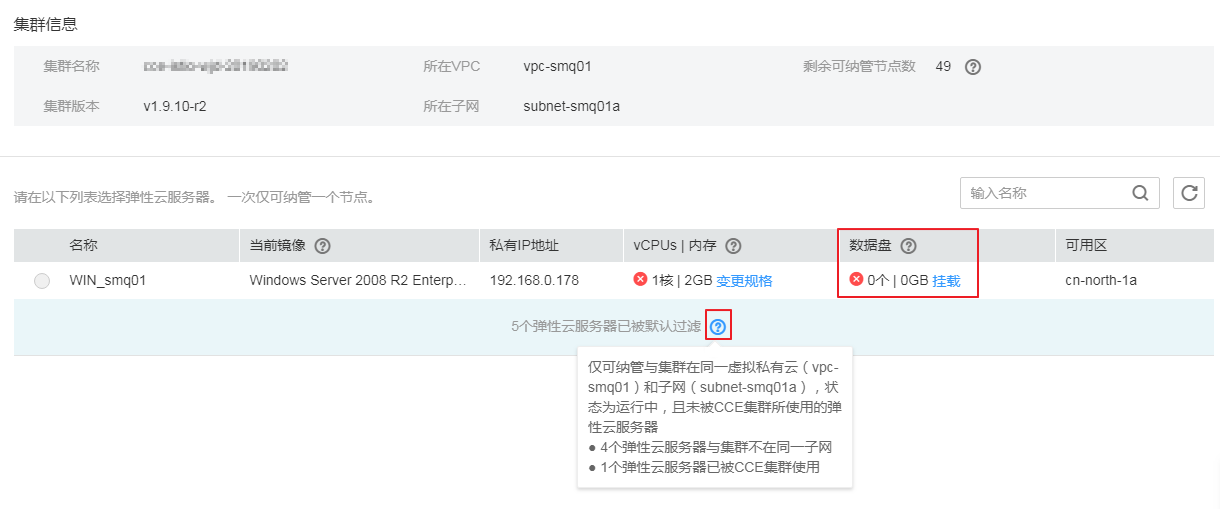 集群信息
集群名称 所在VPC vpc-smq01 剩余可纳管节点数 49 ?
集群版本 v1.9.10-r2 所在子网 subnet-smq01a
请在以下列表选择弹性云服务器。 一次仅可纳管一个节点。 输入名称
名称 当前镜像 ? 私有IP地址 vCPUs | 内存 ? 数据盘 ? 可用区
WIN_smq01 Windows Server 2008 R2 Enterp... 192.168.0.178 1核 | 2GB 变更规格 0个 | 0GB 挂载 cn-north-1a
5个弹性云服务器已被默认过滤 ?
仅可纳管与集群在同一虚拟私有云（vpc-
smq01）和子网（subnet-smq01a），状
态为运行中，且未被CCE集群所使用的弹
性云服务器
● 4个弹性云服务器与集群不在同一子网
● 1个弹性云服务器已被CCE集群使用